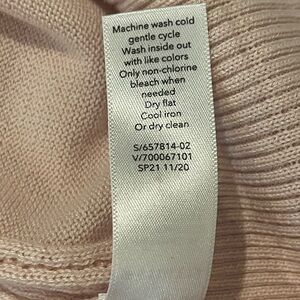 Machine wash cold
gentle cycle
Wash inside out
with like colors
Only non-chlorine
bleach when
needed
Dry flat
Cool iron
Or dry clean
S/657814-02
V/700067101
SP21 11/20